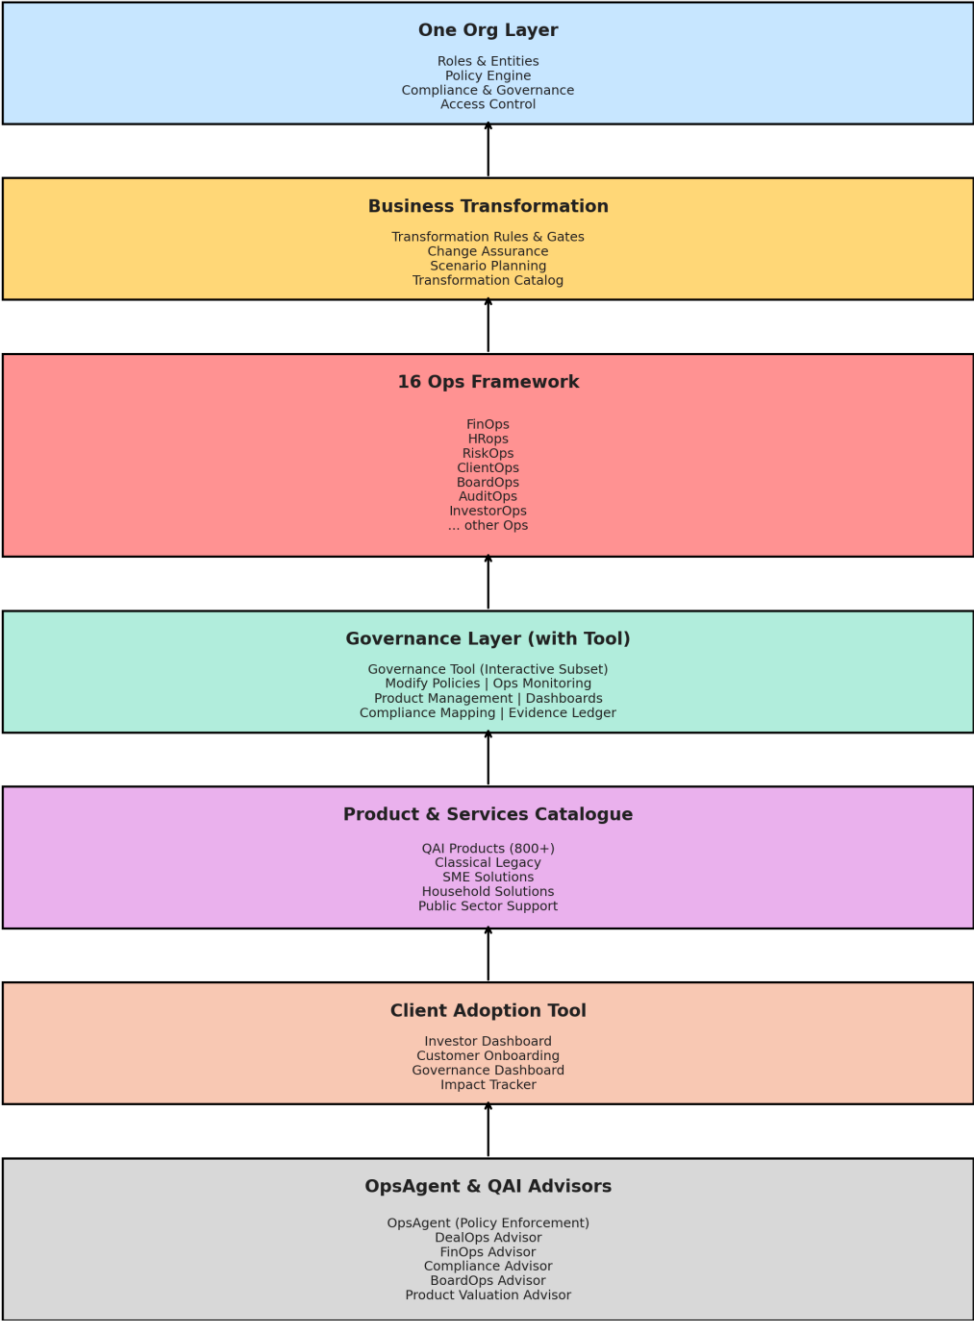 One Org Layer
Roles & Entities
Policy Engine
Compliance & Governance
Access Control
Business Transformation
Transformation Rules & Gates
Change Assurance
Scenario Planning
Transformation Catalog
16 Ops Framework
FinOps
HRops
RiskOps
ClientOps
BoardOps
AuditOps
InvestorOps
... other Ops
Governance Layer (with Tool)
Governance Tool (Interactive Subset)
Modify Policies | Ops Monitoring
Product Management | Dashboards
Compliance Mapping | Evidence Ledger
Product & Services Catalogue
QAI Products (800+)
Classical Legacy
SME Solutions
Household Solutions
Public Sector Support
Client Adoption Tool
Investor Dashboard
Customer Onboarding
Governance Dashboard
Impact Tracker
OpsAgent & QAI Advisors
OpsAgent (Policy Enforcement)
DealOps Advisor
FinOps Advisor
Compliance Advisor
BoardOps Advisor
Product Valuation Advisor